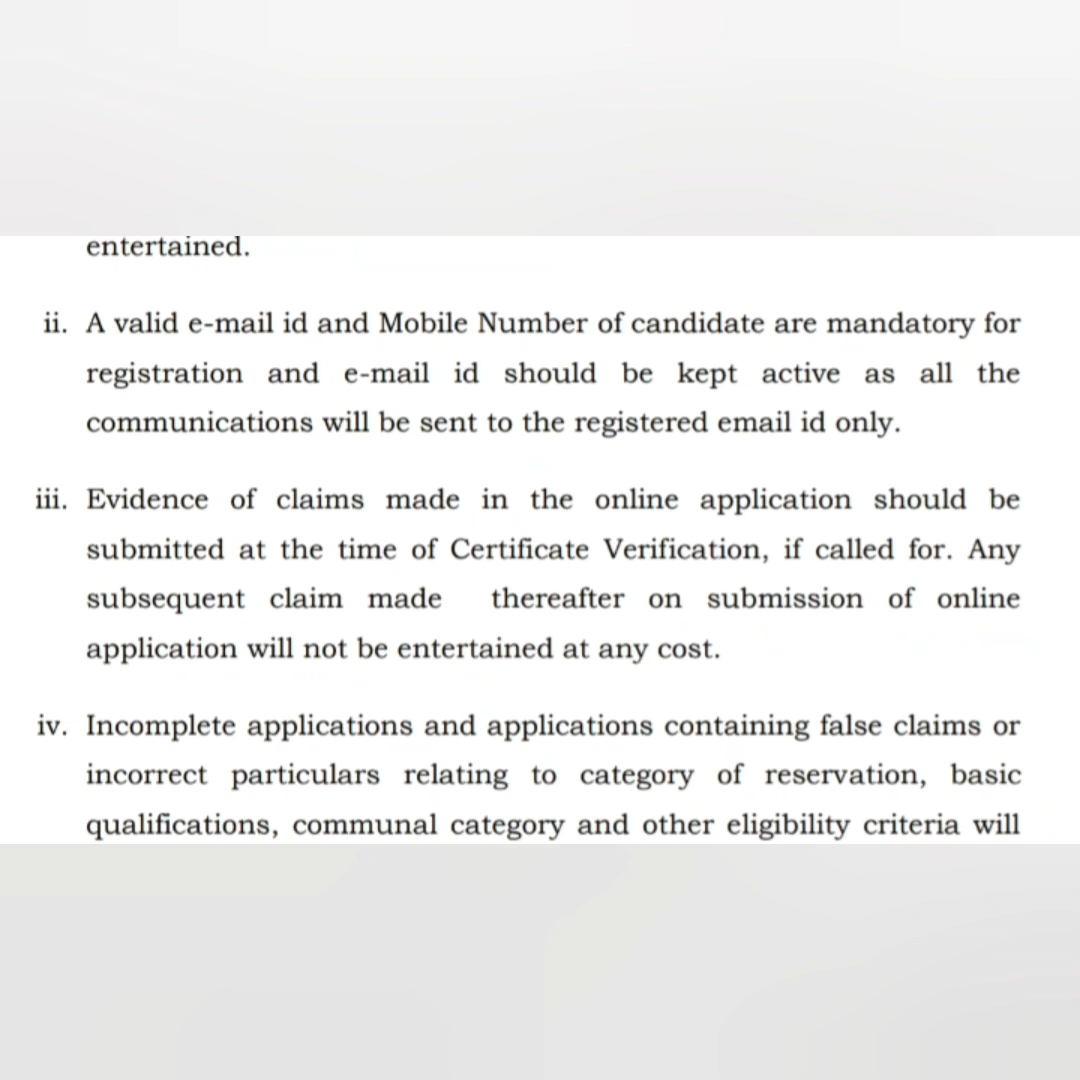 entertained.
ii. A valid e-mail id and Mobile Number of candidate are mandatory for
registration and e-mail id should be kept active as all the
communications will be sent to the registered email id only.
iii. Evidence of claims made in the online application should be
submitted at the time of Certificate Verification, if called for. Any
subsequent claim made thereafter on submission of online
application will not be entertained at any cost.
iv. Incomplete applications and applications containing false claims or
incorrect particulars relating to category of reservation, basic
qualifications, communal category and other eligibility criteria will